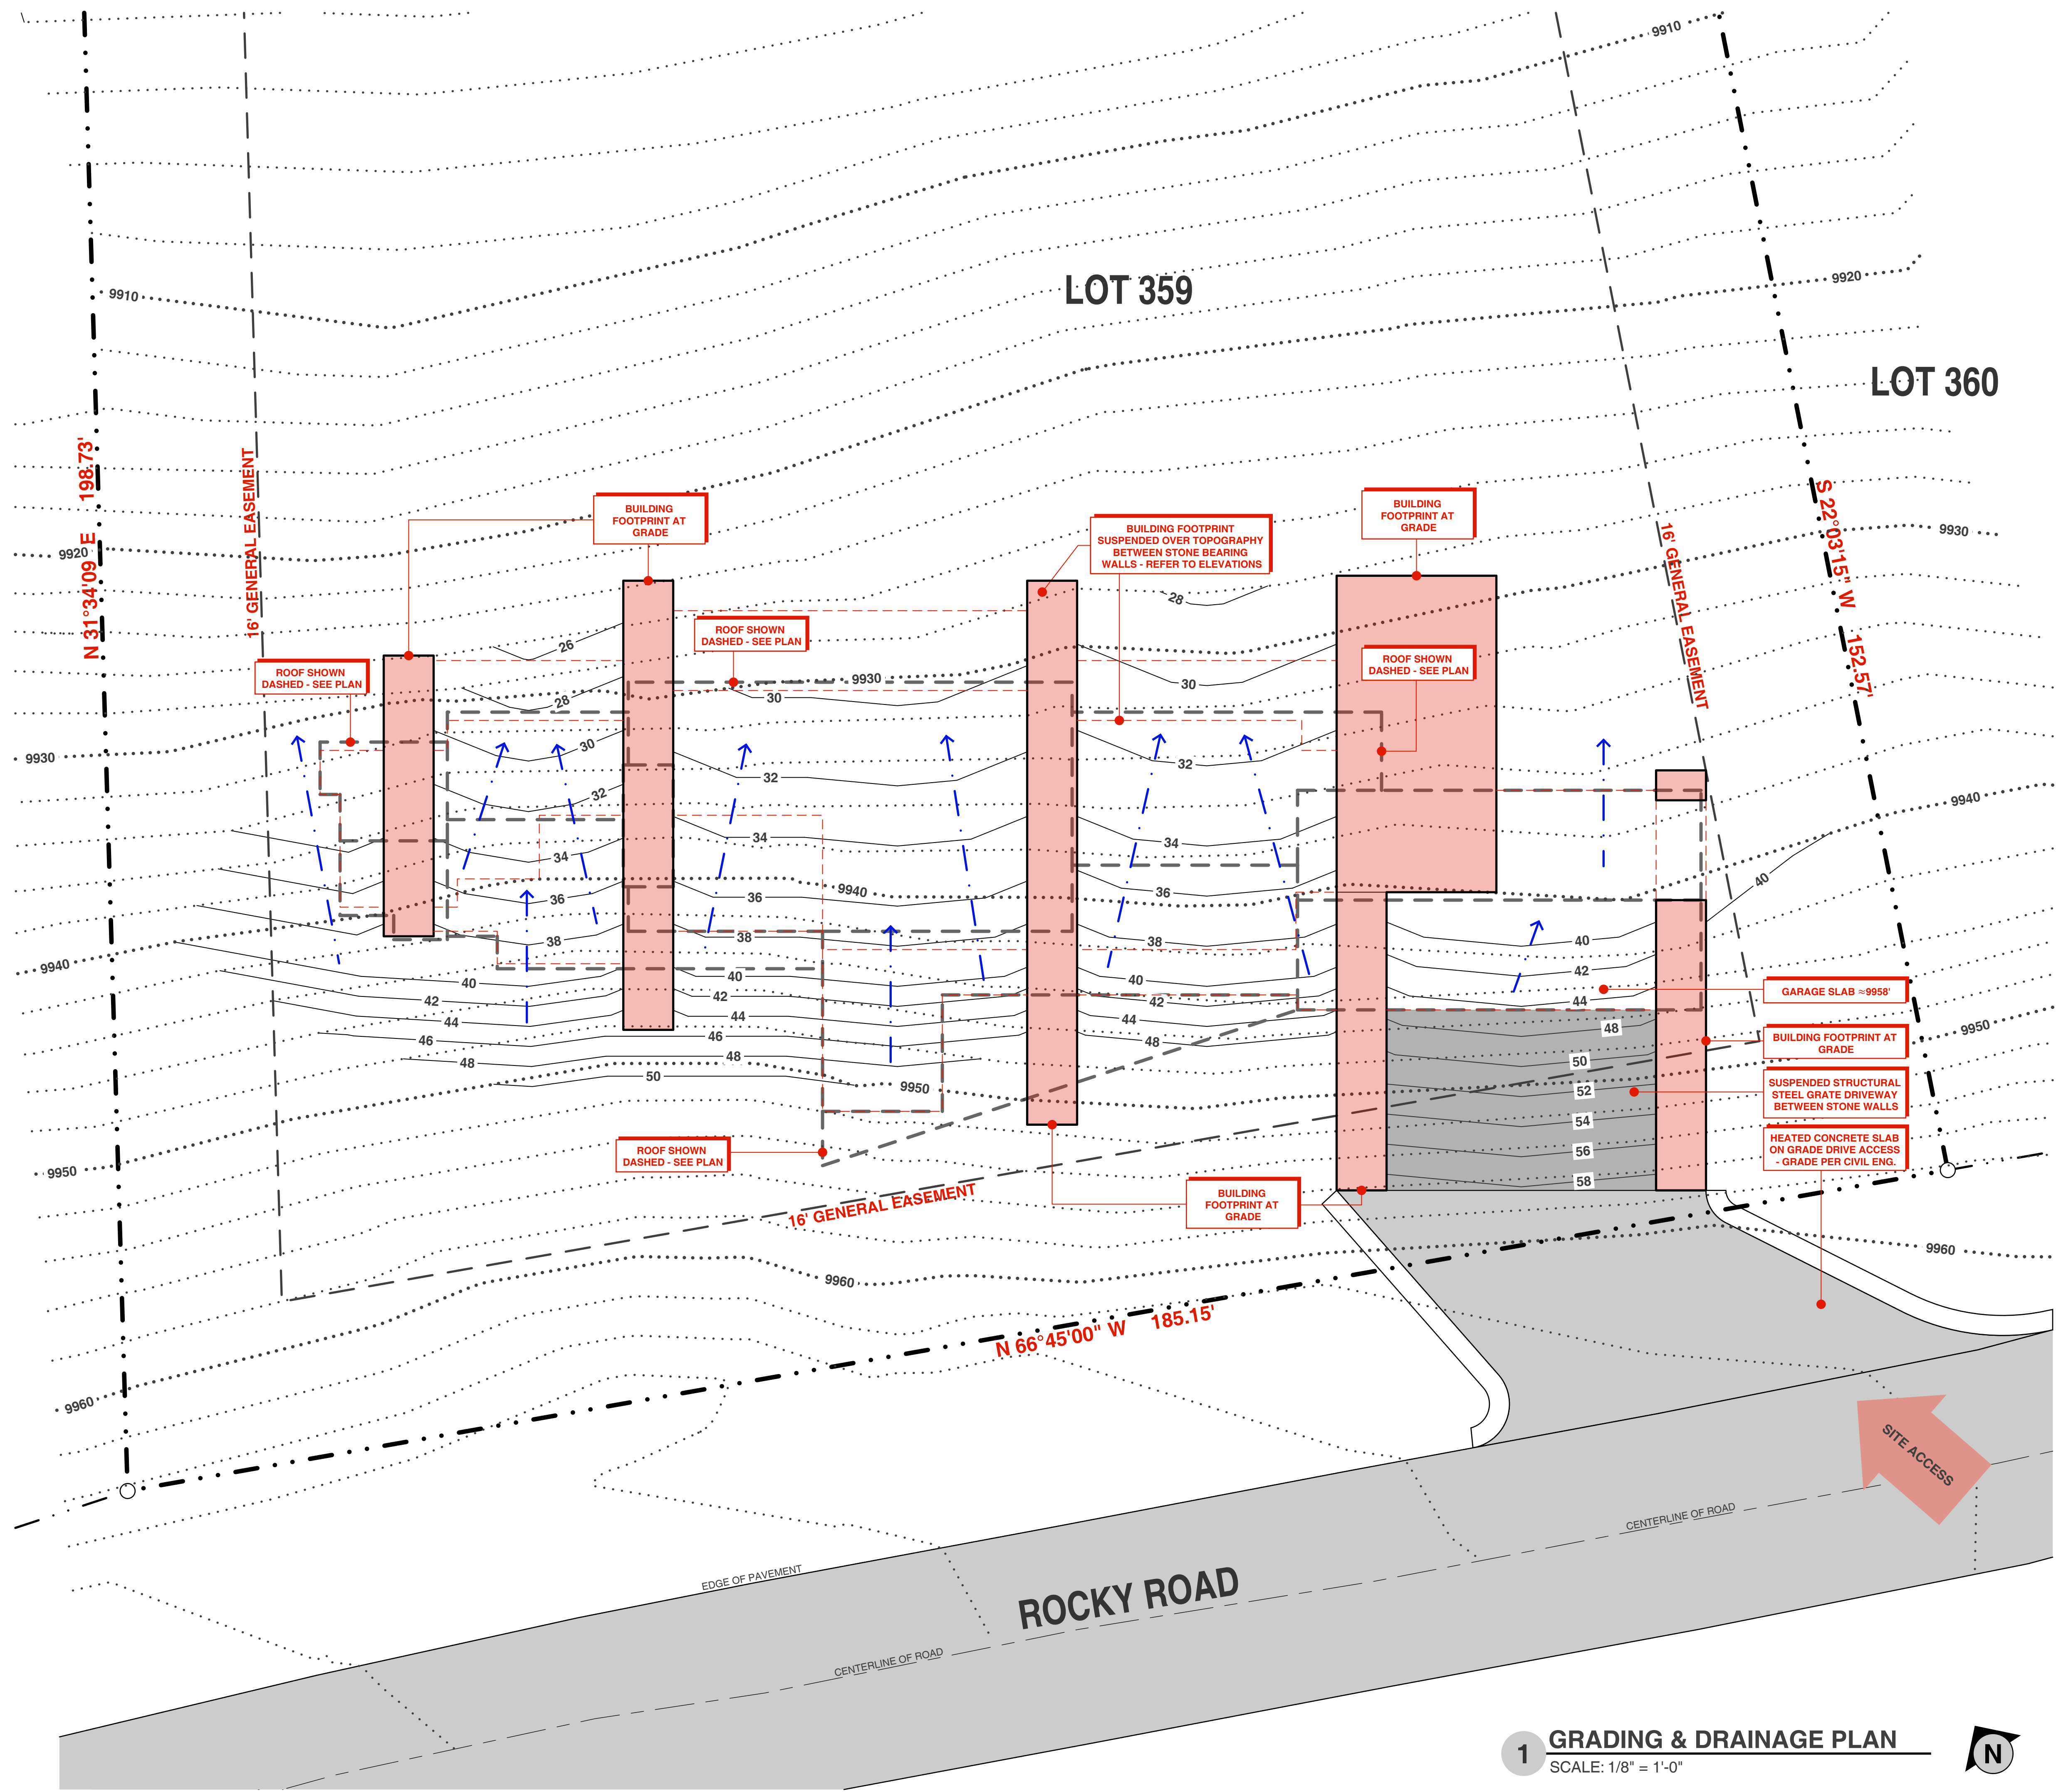 9910
LOT 359
9920
9910
LOT 360
N 31°34'09" E 198.73'
16' GENERAL EASEMENT
BUILDING
FOOTPRINT AT
GRADE
BUILDING
FOOTPRINT AT
GRADE
BUILDING FOOTPRINT
SUSPENDED OVER TOPOGRAPHY
BETWEEN STONE BEARING
WALLS - REFER TO ELEVATIONS
16' GENERAL EASEMENT
S 22°03'15" W 152.57'
9930
9920
28
26
ROOF SHOWN
DASHED - SEE PLAN
ROOF SHOWN
DASHED - SEE PLAN
ROOF SHOWN
DASHED - SEE PLAN
9930
30
28
30
9930
30
32
32
32
9940
34
34
34
36
36
36
9940
40
38
38
38
40
9940
40
40
40
42
42
42
42
44
44
44
44
46
46
48
48
48
48
50
9950
50
52
54
56
58
GARAGE SLAB ≈9958'
9950
BUILDING FOOTPRINT AT
GRADE
SUSPENDED STRUCTURAL
STEEL GRATE DRIVEWAY
BETWEEN STONE WALLS
HEATED CONCRETE SLAB
ON GRADE DRIVE ACCESS
- GRADE PER CIVIL ENG.
9950
ROOF SHOWN
DASHED - SEE PLAN
16' GENERAL EASEMENT
BUILDING
FOOTPRINT AT
GRADE
9960
9960
9960
N 66°45'00" W 185.15'
SITE ACCESS
CENTERLINE OF ROAD
EDGE OF PAVEMENT
ROCKY ROAD
CENTERLINE OF ROAD
1 GRADING & DRAINAGE PLAN
SCALE: 1/8" = 1'-0"
N